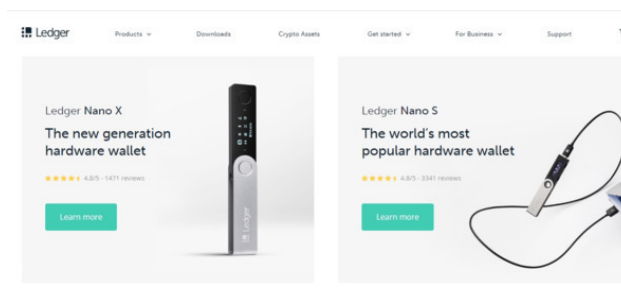 Ledger
Products
Downloads
Crypto Assets
Get started
For Business
Support
Ledger Nano X
The new generation
hardware wallet
4.8/5 - 1471 reviews
Learn more
Ledger
Ledger Nano S
The world's most
popular hardware wallet
4.8/5 - 3341 reviews
Learn more